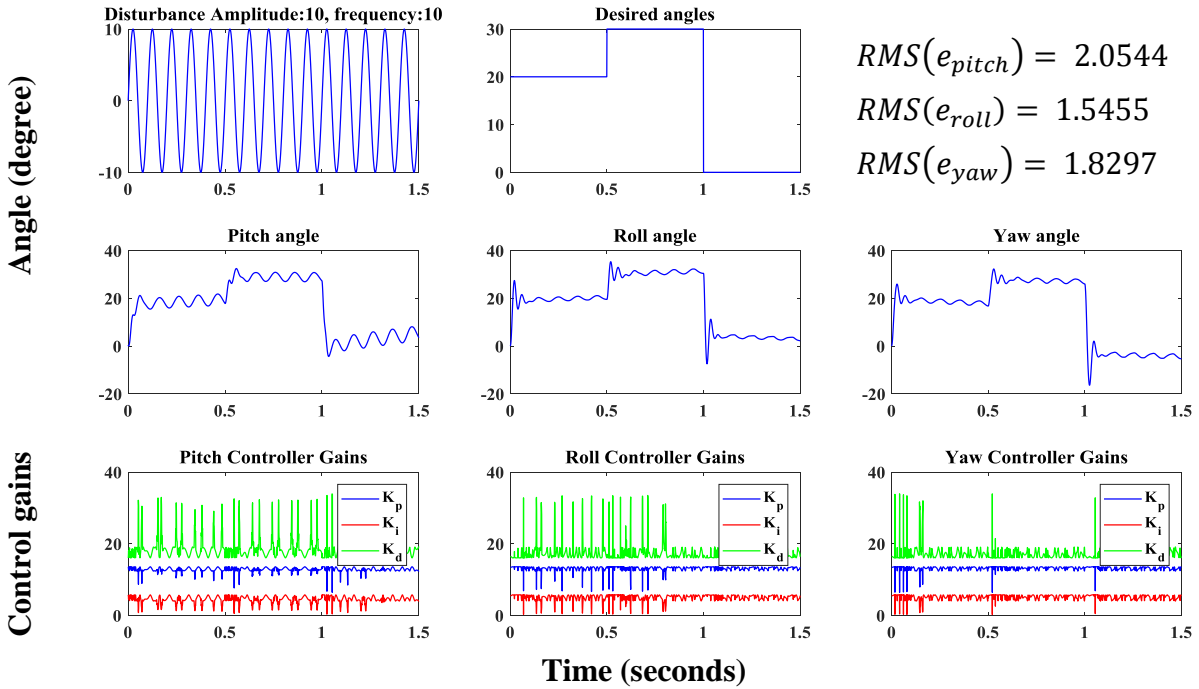 Disturbance Amplitude:10, frequency:10
10
0
-10
0
0.5
1
1.5
Desired angles
30
20
10
0
0
0.5
1
1.5
RMS(e_pitch) = 2.0544
RMS(e_roll) = 1.5455
RMS(e_yaw) = 1.8297
Angle (degree)
Pitch angle
40
20
0
-20
0
0.5
1
1.5
Roll angle
40
20
0
-20
0
0.5
1
1.5
Yaw angle
40
20
0
-20
0
0.5
1
1.5
Control gains
Pitch Controller Gains
40
20
0
0
0.5
1
1.5
K_p
K_i
K_d
Roll Controller Gains
40
20
0
0
0.5
1
1.5
K_p
K_i
K_d
Yaw Controller Gains
40
20
0
0
0.5
1
1.5
K_p
K_i
K_d
Time (seconds)